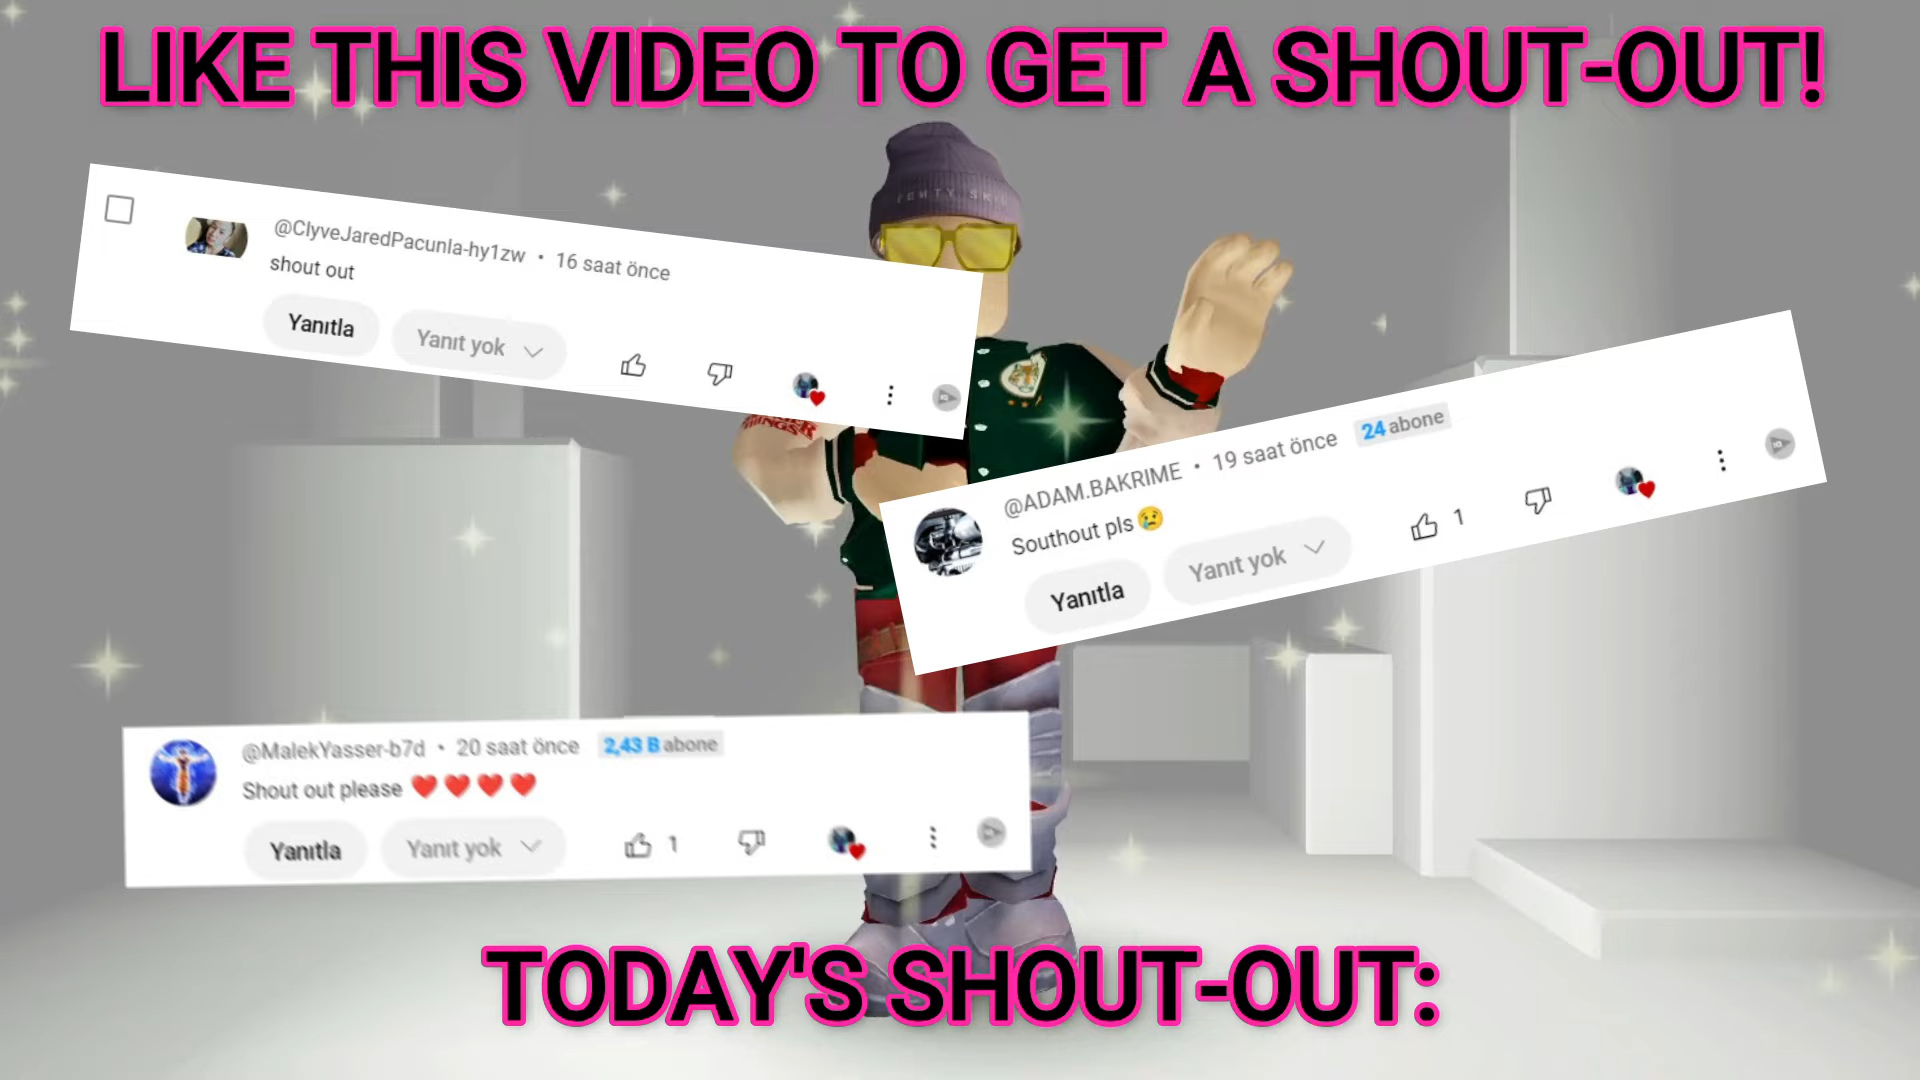 LIKE THIS VIDEO TO GET A SHOUT-OUT!
FENTY SKIN
@ClyveJaredPacunla-hy1zw • 16 saat önce
shout out
Yanıtla Yanıt yok
@ADAM.BAKRIME • 19 saat önce 24 abone
Southout pls😢
Yanıtla Yanıt yok 1
@MalekYasser-b7d • 20 saat önce 2,43 B abone
Shout out please ❤️❤️❤️❤️
Yanıtla Yanıt yok 1
TODAY'S SHOUT-OUT: